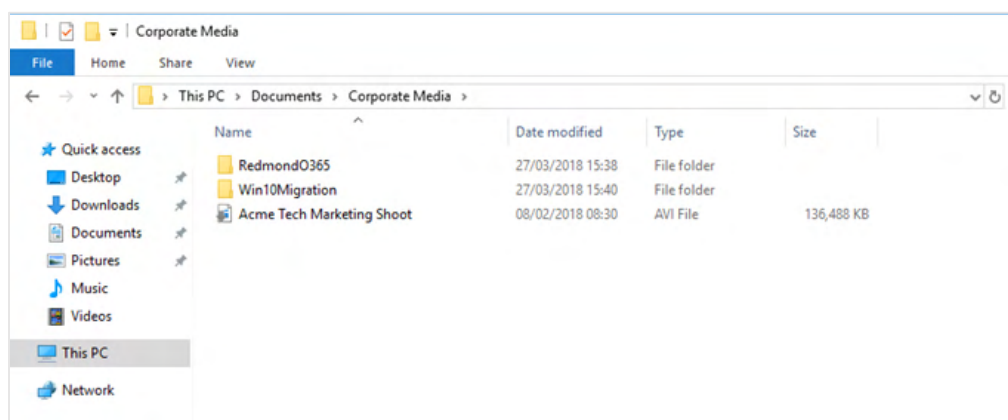 Corporate Media
File Home Share View
This PC > Documents > Corporate Media >
Name Date modified Type Size
Quick access
RedmondO365 27/03/2018 15:38 File folder
Desktop
Win10Migration 27/03/2018 15:40 File folder
Downloads
Acme Tech Marketing Shoot 08/02/2018 08:30 AVI File 136,488 KB
Documents
Pictures
Music
Videos
This PC
Network